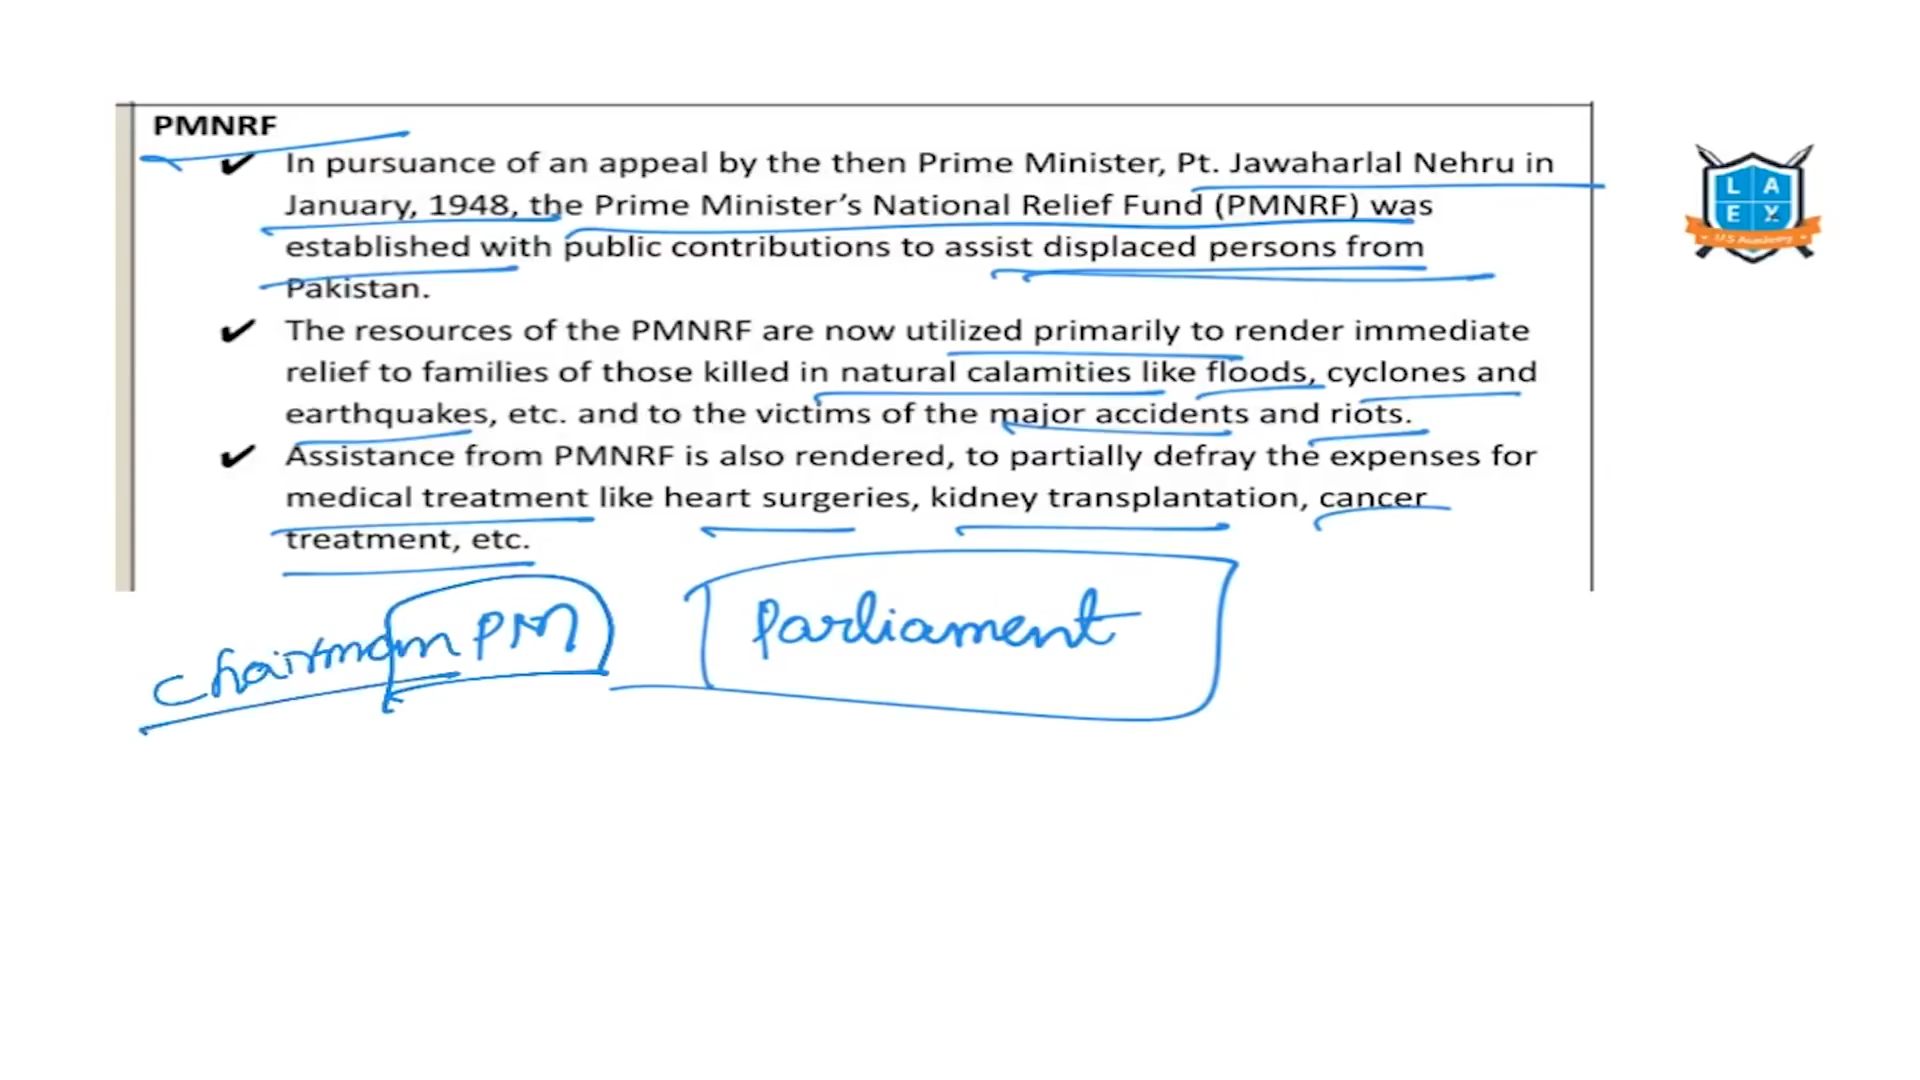 PMNRF
✔ In pursuance of an appeal by the then Prime Minister, Pt. Jawaharlal Nehru in
January, 1948, the Prime Minister's National Relief Fund (PMNRF) was
established with public contributions to assist displaced persons from
Pakistan.
✔ The resources of the PMNRF are now utilized primarily to render immediate
relief to families of those killed in natural calamities like floods, cyclones and
earthquakes, etc. and to the victims of the major accidents and riots.
✔ Assistance from PMNRF is also rendered, to partially defray the expenses for
medical treatment like heart surgeries, kidney transplantation, cancer
treatment, etc.
Chairman PM Parliament
L A
E X
U.S Academy